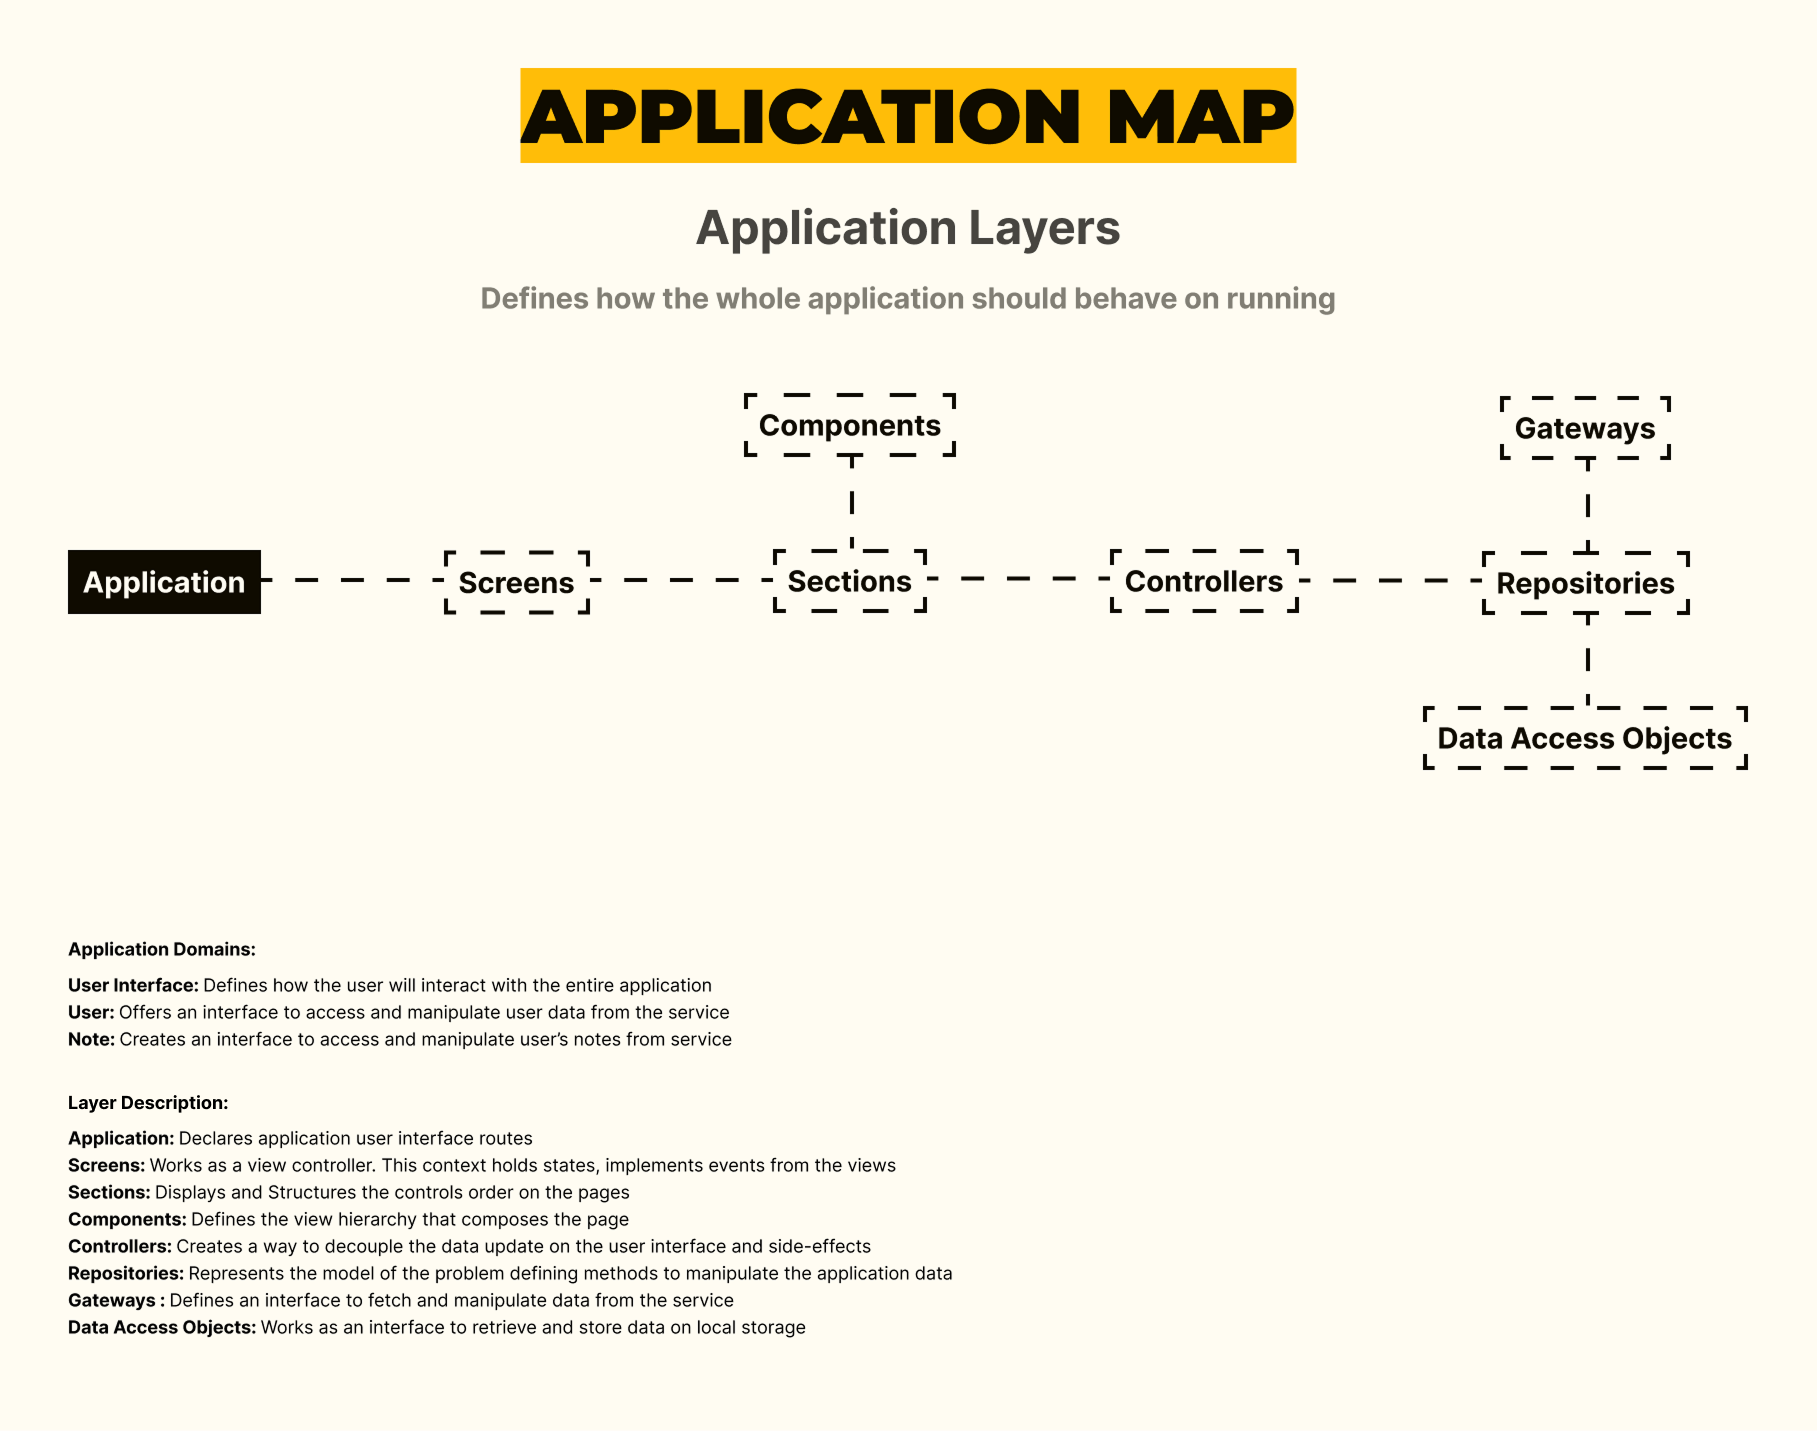 APPLICATION MAP
Application Layers
Defines how the whole application should behave on running
Components
Gateways
Application
Screens
Sections
Controllers
Repositories
Data Access Objects
Application Domains:
User Interface: Defines how the user will interact with the entire application
User: Offers an interface to access and manipulate user data from the service
Note: Creates an interface to access and manipulate user’s notes from service
Layer Description:
Application: Declares application user interface routes
Screens: Works as a view controller. This context holds states, implements events from the views
Sections: Displays and Structures the controls order on the pages
Components: Defines the view hierarchy that composes the page
Controllers: Creates a way to decouple the data update on the user interface and side-effects
Repositories: Represents the model of the problem defining methods to manipulate the application data
Gateways : Defines an interface to fetch and manipulate data from the service
Data Access Objects: Works as an interface to retrieve and store data on local storage